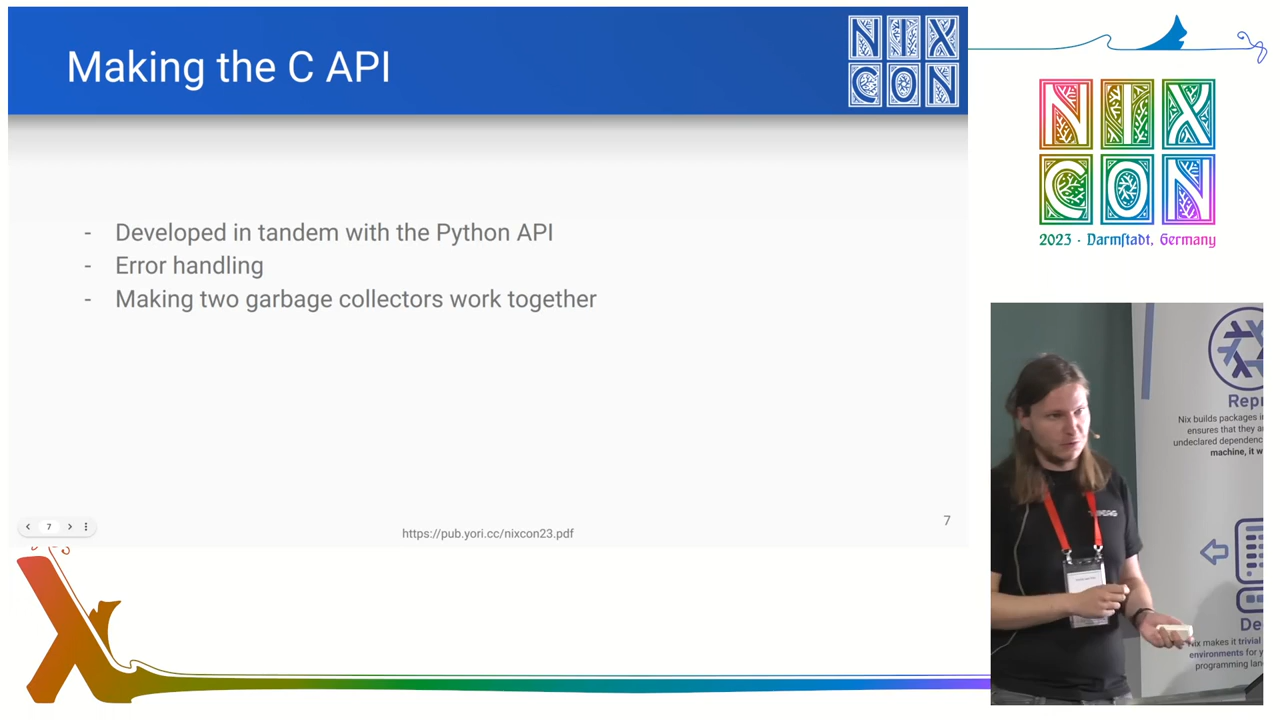 Making the C API
NIX
CON
- Developed in tandem with the Python API
- Error handling
- Making two garbage collectors work together
7
https://pub.yori.cc/nixcon23.pdf
7
NIX
CON
2023 · Darmſtadt, Germany
Repr
Nix builds packages i
ensures that they a
undeclared dependenc
machine, it w
De
Nix makes it trivial
environments for y
programming lan